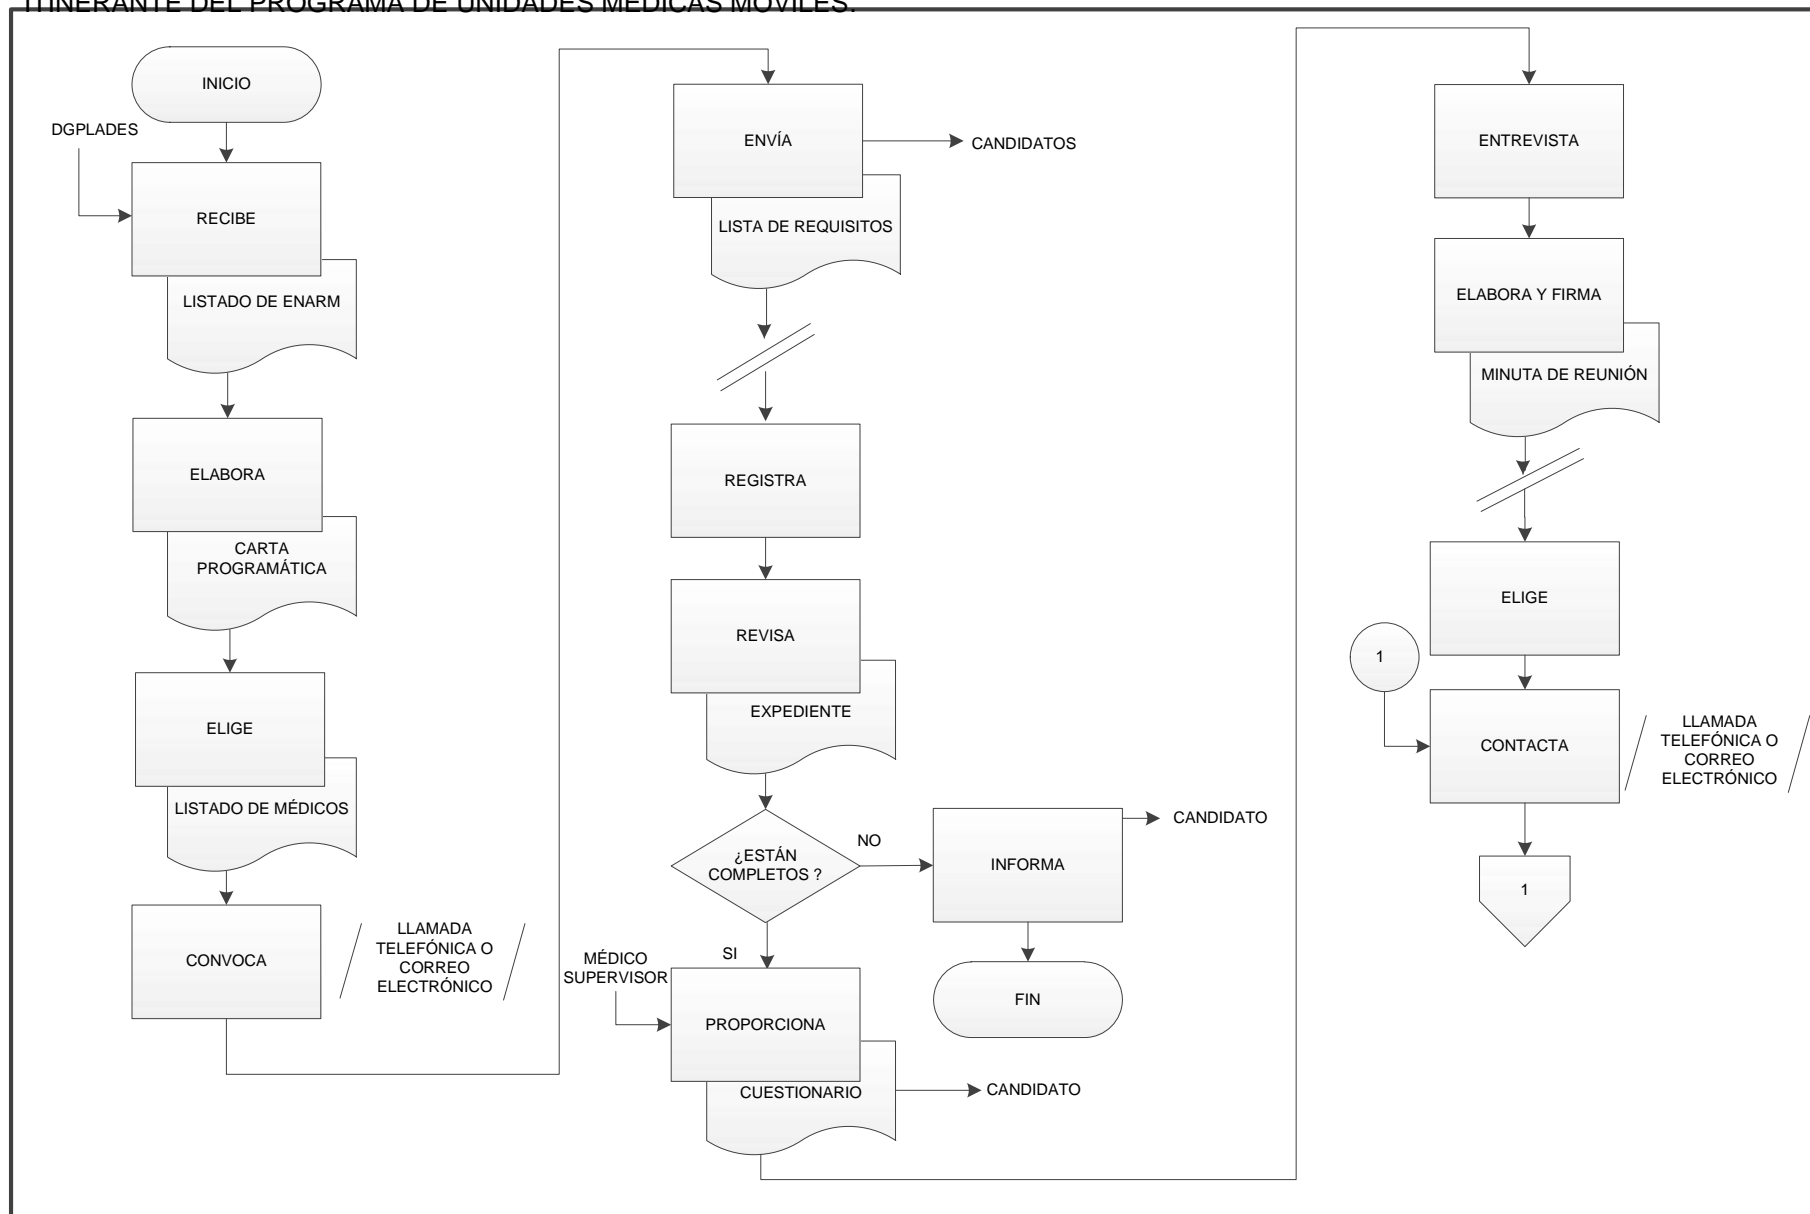 ITINERANTE DEL PROGRAMA DE UNIDADES MÉDICAS MÓVILES.
INICIO
DGPLADES
RECIBE
LISTADO DE ENARM
ELABORA
CARTA
PROGRAMÁTICA
ELIGE
LISTADO DE MÉDICOS
CONVOCA
LLAMADA
TELEFÓNICA O
CORREO
ELECTRÓNICO
ENVÍA
CANDIDATOS
LISTA DE REQUISITOS
REGISTRA
REVISA
EXPEDIENTE
¿ESTÁN
COMPLETOS ?
NO
INFORMA
CANDIDATO
FIN
SI
MÉDICO
SUPERVISOR
PROPORCIONA
CUESTIONARIO
CANDIDATO
ENTREVISTA
ELABORA Y FIRMA
MINUTA DE REUNIÓN
ELIGE
1
CONTACTA
LLAMADA
TELEFÓNICA O
CORREO
ELECTRÓNICO
1